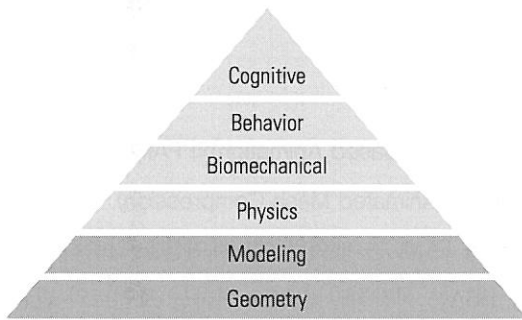 Cognitive
Behavior
Biomechanical
Physics
Modeling
Geometry